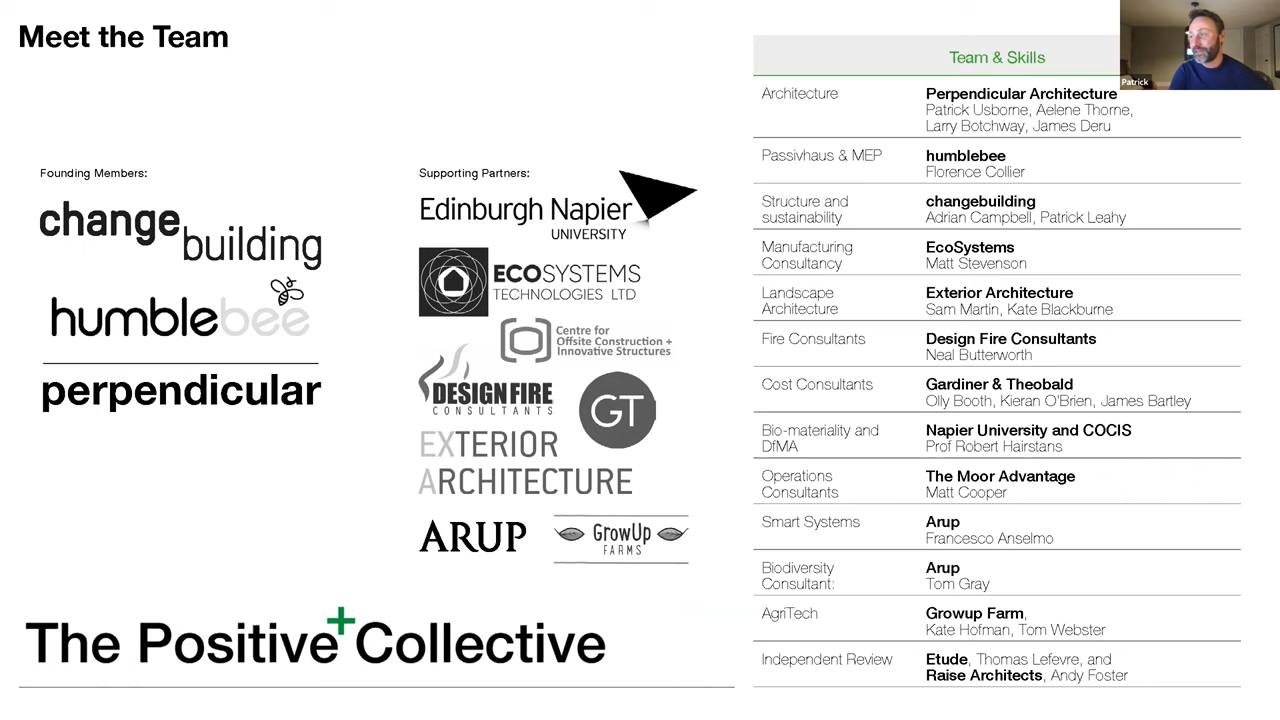 Meet the Team
Founding Members:
change
building
humblebee
perpendicular
Supporting Partners:
Edinburgh Napier
UNIVERSITY
ECOSYSTEMS
TECHNOLOGIES LTD
Centre for
Offsite Construction +
Innovative Structures
DESIGN FIRE
CONSULTANTS
GT
EXTERIOR
ARCHITECTURE
ARUP
GrowUp
FARMS
The Positive+Collective
Team & Skills
Patrick
Architecture
Perpendicular Architecture
Patrick Usborne, Aelene Thorne,
Larry Botchway, James Deru
Passivhaus & MEP
humblebee
Florence Collier
Structure and
sustainability
changebuilding
Adrian Campbell, Patrick Leahy
Manufacturing
Consultancy
EcoSystems
Matt Stevenson
Landscape
Architecture
Exterior Architecture
Sam Martin, Kate Blackburne
Fire Consultants
Design Fire Consultants
Neal Butterworth
Cost Consultants
Gardiner & Theobald
Olly Booth, Kieran O'Brien, James Bartley
Bio-materiality and
DfMA
Napier University and COCIS
Prof Robert Hairstans
Operations
Consultants
The Moor Advantage
Matt Cooper
Smart Systems
Arup
Francesco Anselmo
Biodiversity
Consultant:
Arup
Tom Gray
AgriTech
Growup Farm,
Kate Hofman, Tom Webster
Independent Review
Etude, Thomas Lefevre, and
Raise Architects, Andy Foster